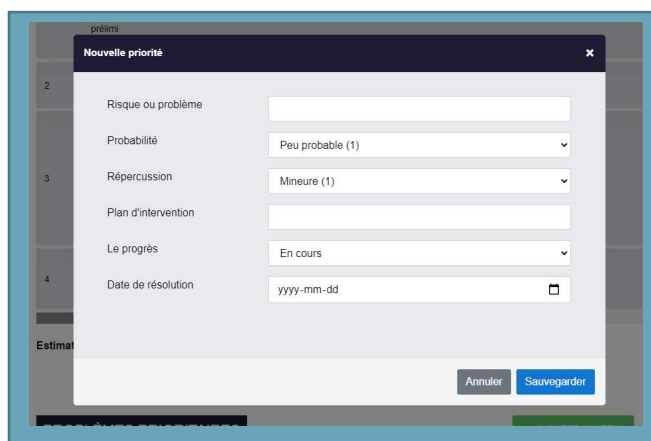 prélimi
Nouvelle priorité ×
2
Risque ou problème
Probabilité Peu probable (1)
3 Répercussion Mineure (1)
Plan d'intervention
Le progrès En cours
4 Date de résolution yyyy-mm-dd
Estimat
Annuler Sauvegarder